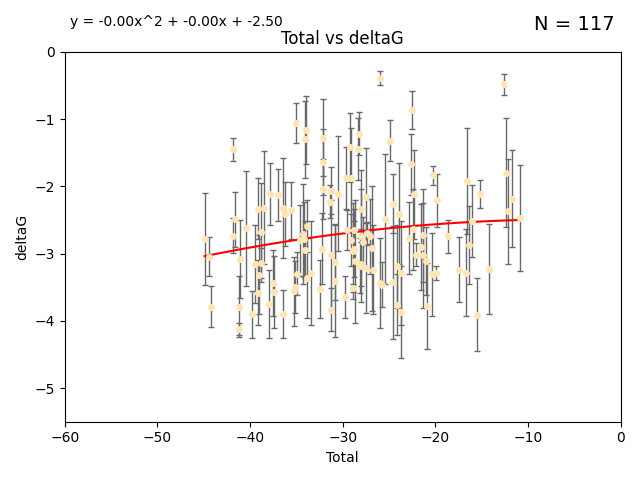 y = -0.00x^2 + -0.00x + -2.50
N = 117
Total vs deltaG
0
−1
−2
−3
−4
−5
deltaG
−60 −50 −40 −30 −20 −10 0
Total